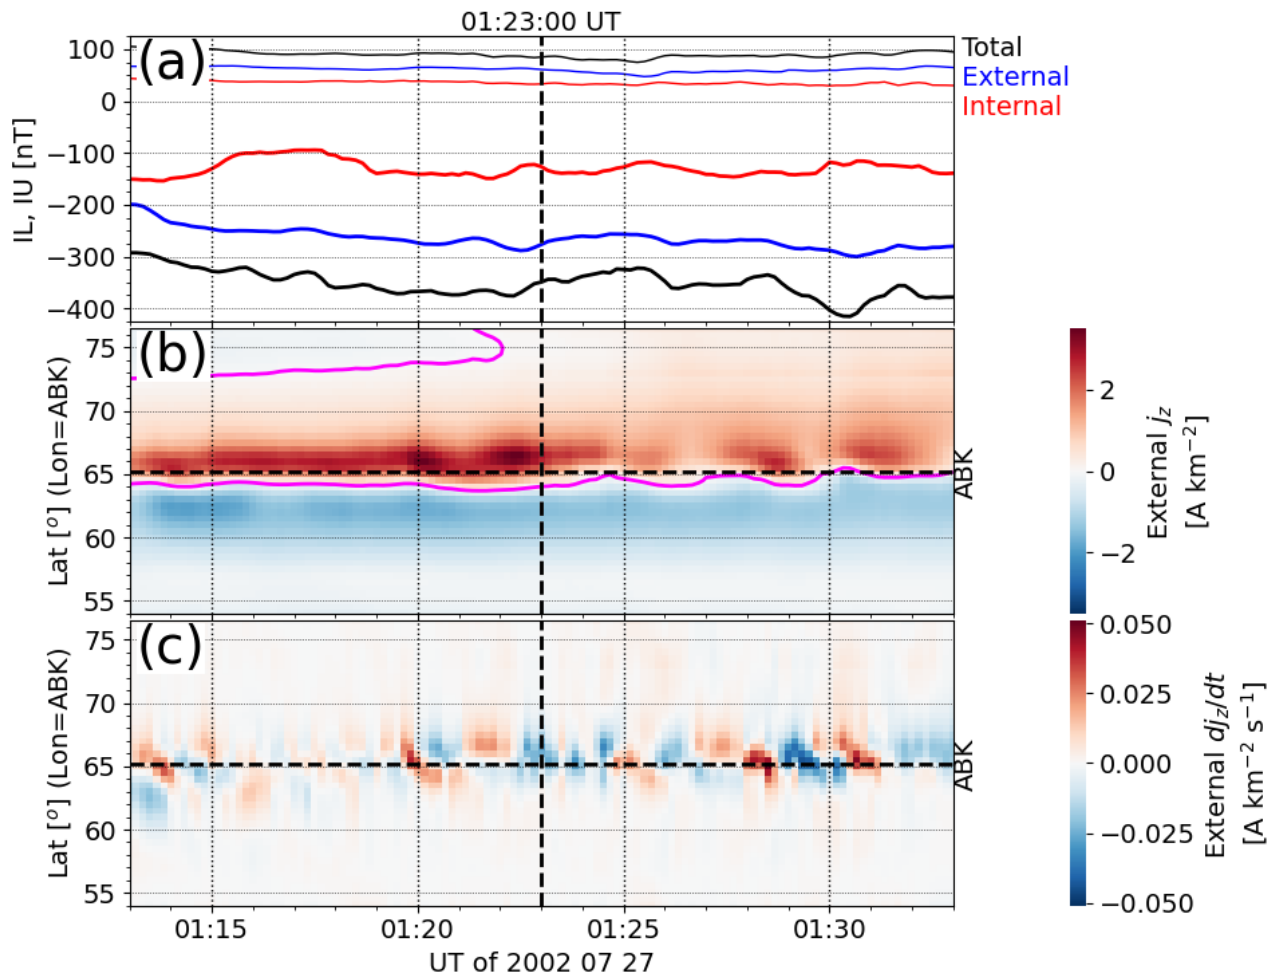 01:23:00 UT
(a)
100
0
−100
−200
−300
−400
IL, IU [nT]
Total
External
Internal
(b)
75
70
65
60
55
Lat [°] (Lon=ABK)
ABK
2
0
−2
External j_z
[A km⁻²]
(c)
75
70
65
60
55
Lat [°] (Lon=ABK)
ABK
0.050
0.025
0.000
−0.025
−0.050
External dj_z/dt
[A km⁻² s⁻¹]
01:15
01:20
01:25
01:30
UT of 2002 07 27